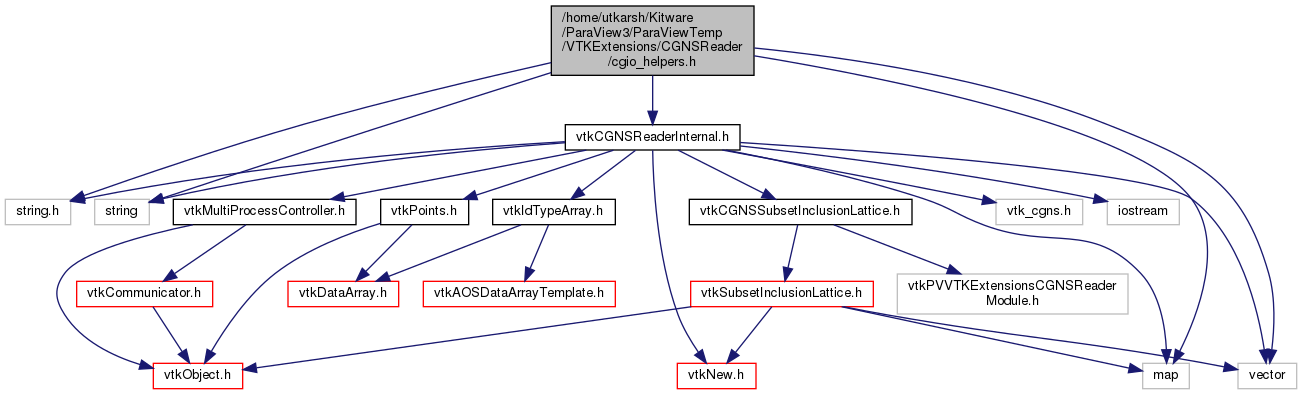 /home/utkarsh/Kitware
/ParaView3/ParaViewTemp
/VTKExtensions/CGNSReader
/cgio_helpers.h
vtkCGNSReaderInternal.h
string.h
string
vtkMultiProcessController.h
vtkPoints.h
vtkIdTypeArray.h
vtkCGNSSubsetInclusionLattice.h
vtk_cgns.h
iostream
vtkCommunicator.h
vtkDataArray.h
vtkAOSDataArrayTemplate.h
vtkSubsetInclusionLattice.h
vtkPVVTKExtensionsCGNSReader
Module.h
vtkObject.h
vtkNew.h
map
vector